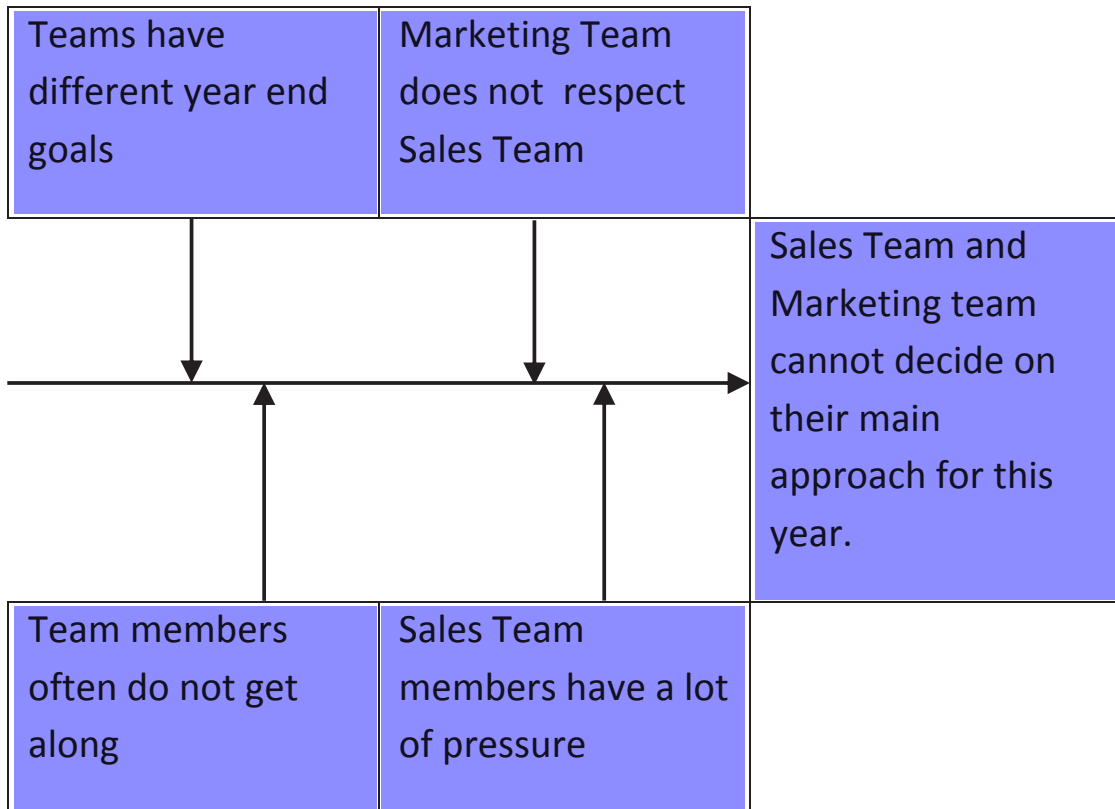 Teams have
different year end
goals
Marketing Team
does not  respect
Sales Team
Sales Team and
Marketing team
cannot decide on
their main
approach for this
year.
Team members
often do not get
along
Sales Team
members have a lot
of pressure